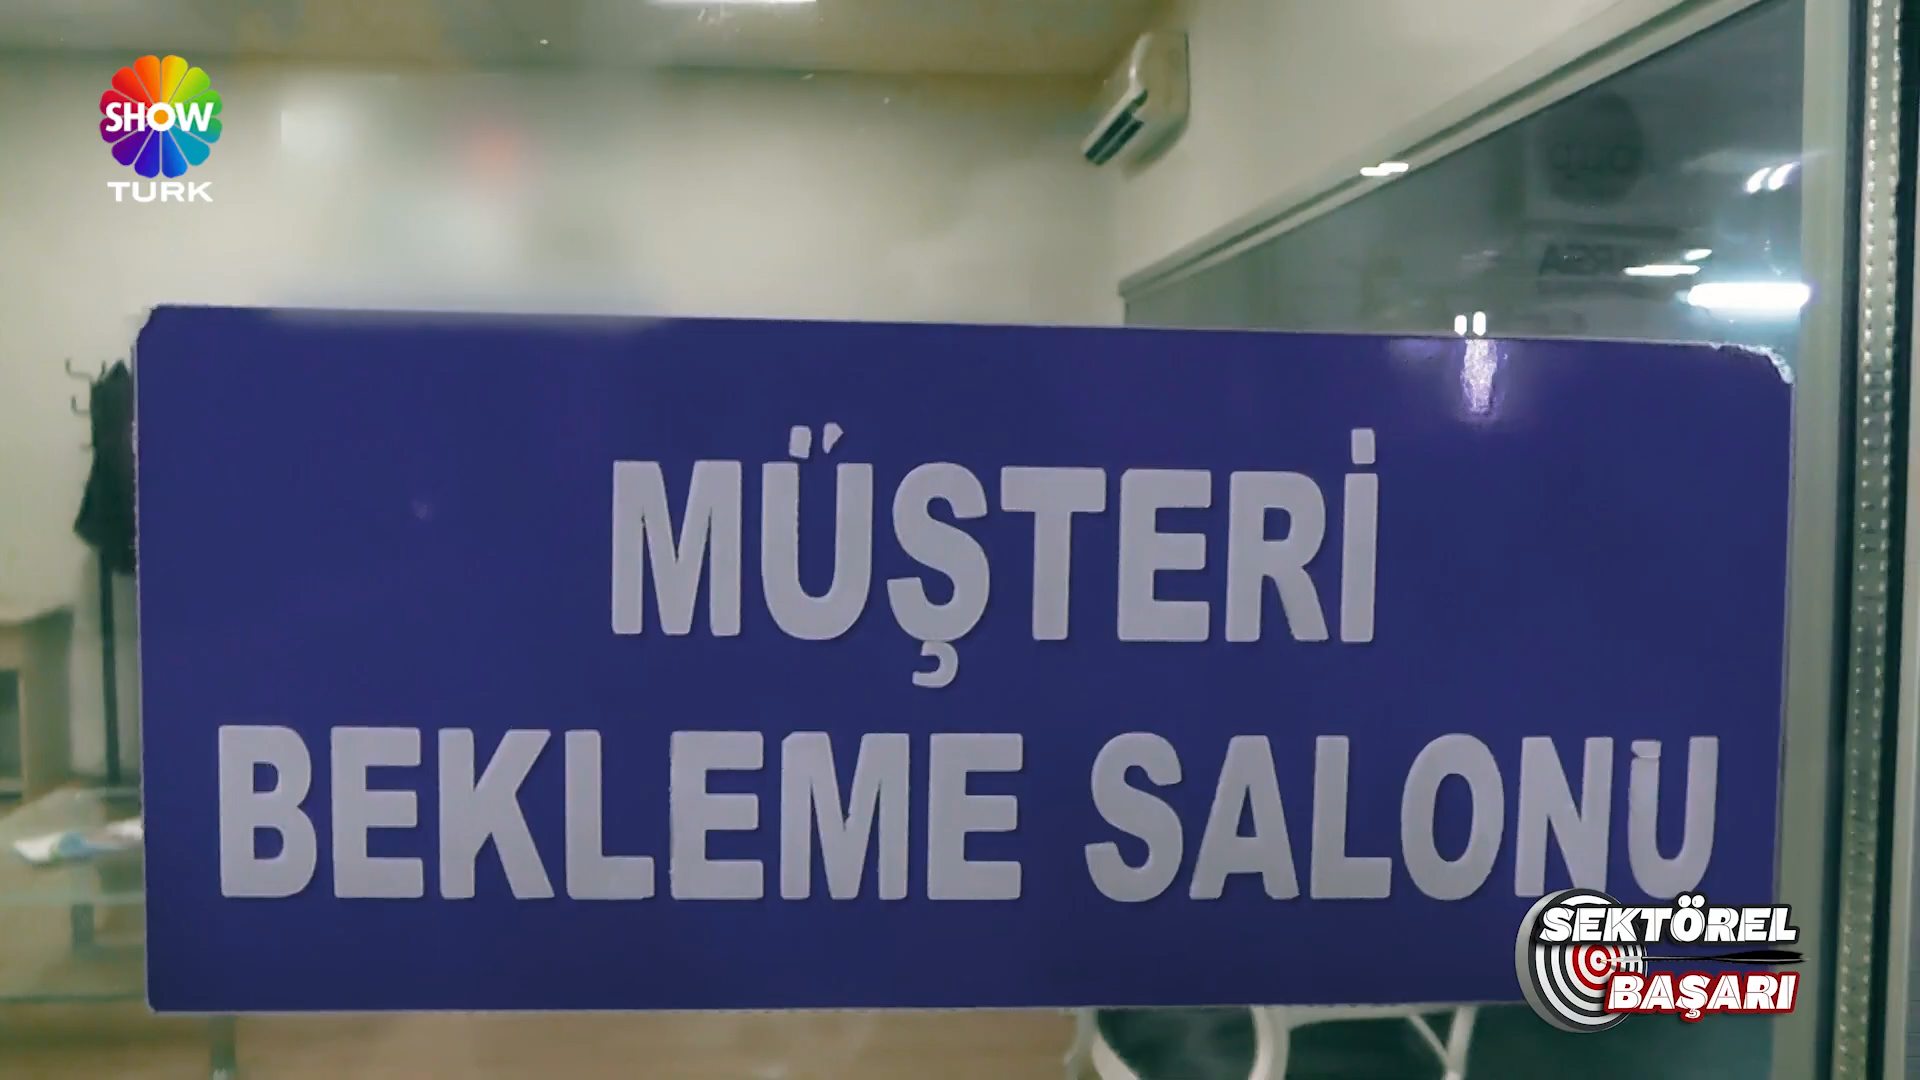 SHOW
TURK
MÜŞTERİ
BEKLEME SALONU
SEKTÖREL
BAŞARI